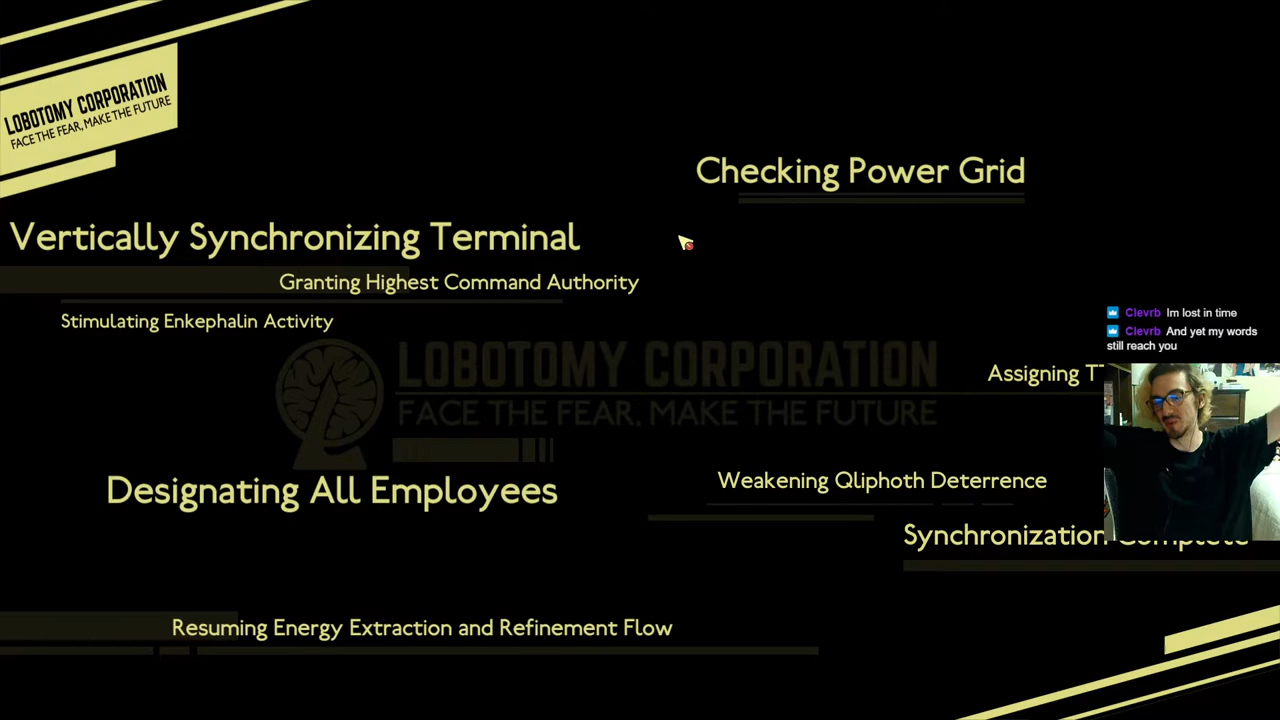 LOBOTOMY CORPORATION
FACE THE FEAR, MAKE THE FUTURE
Checking Power Grid
Vertically Synchronizing Terminal
Granting Highest Command Authority
Stimulating Enkephalin Activity
Clevrb Im lost in time
Clevrb And yet my words
still reach you
LOBOTOMY CORPORATION
FACE THE FEAR, MAKE THE FUTURE
Assigning
Designating All Employees
Weakening Qliphoth Deterrence
Synchronization Complete
Resuming Energy Extraction and Refinement Flow